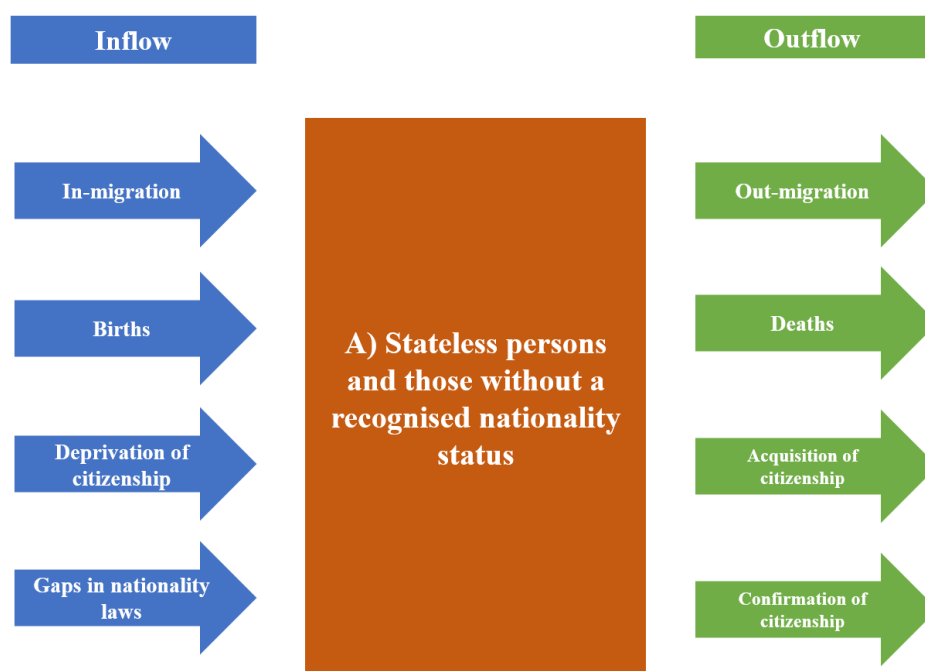 Inflow
Outflow
In-migration
Births
Deprivation of
citizenship
Gaps in nationality
laws
A) Stateless persons
and those without a
recognised nationality
status
Out-migration
Deaths
Acquisition of
citizenship
Confirmation of
citizenship